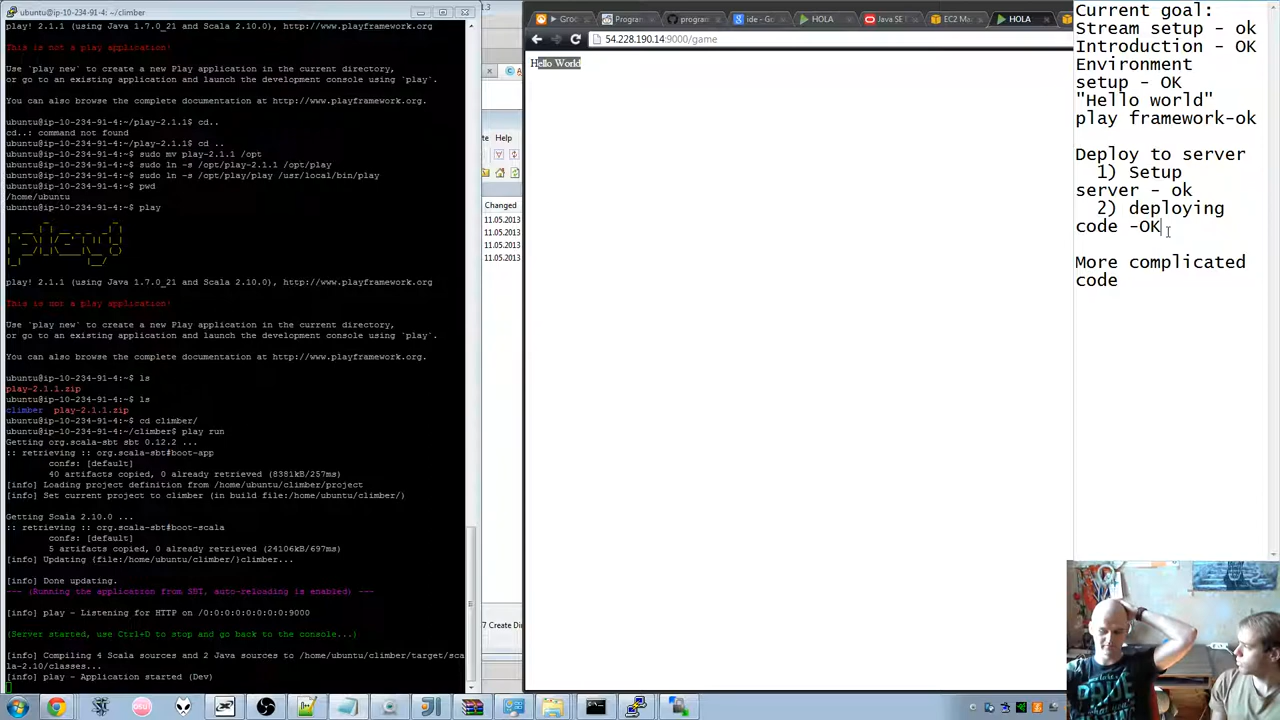 ubuntu@ip-10-234-91-4: ~/climber
play! 2.1.1 (using Java 1.7.0_21 and Scala 2.10.0), http://www.playframework.org
This is not a play application!
Use `play new` to create a new Play application in the current directory,
or go to an existing application and launch the development console using `play`.
You can also browse the complete documentation at http://www.playframework.org.
ubuntu@ip-10-234-91-4:~/play-2.1.1$ cd..
cd..: command not found
ubuntu@ip-10-234-91-4:~/play-2.1.1$ cd ..
ubuntu@ip-10-234-91-4:~$ sudo mv play-2.1.1 /opt
ubuntu@ip-10-234-91-4:~$ sudo ln -s /opt/play-2.1.1 /opt/play
ubuntu@ip-10-234-91-4:~$ sudo ln -s /opt/play/play /usr/local/bin/play
ubuntu@ip-10-234-91-4:~$ pwd
/home/ubuntu
ubuntu@ip-10-234-91-4:~$ play
play!
play! 2.1.1 (using Java 1.7.0_21 and Scala 2.10.0), http://www.playframework.org
This is not a play application!
Use `play new` to create a new Play application in the current directory,
or go to an existing application and launch the development console using `play`.
You can also browse the complete documentation at http://www.playframework.org.
ubuntu@ip-10-234-91-4:~$ ls
play-2.1.1.zip
ubuntu@ip-10-234-91-4:~$ ls
climber  play-2.1.1.zip
ubuntu@ip-10-234-91-4:~$ cd climber/
ubuntu@ip-10-234-91-4:~/climber$ play run
Getting org.scala-sbt sbt 0.12.2 ...
:: retrieving :: org.scala-sbt#boot-app
confs: [default]
40 artifacts copied, 0 already retrieved (8381kB/257ms)
[info] Loading project definition from /home/ubuntu/climber/project
[info] Set current project to climber (in build file:/home/ubuntu/climber/)
Getting Scala 2.10.0 ...
:: retrieving :: org.scala-sbt#boot-scala
confs: [default]
5 artifacts copied, 0 already retrieved (24106kB/697ms)
[info] Updating {file:/home/ubuntu/climber/}climber...
[info] Done updating.
--- (Running the application from SBT, auto-reloading is enabled) ---
[info] play - Listening for HTTP on /0:0:0:0:0:0:0:0:9000
(Server started, use Ctrl+D to stop and go back to the console...)
[info] Compiling 4 Scala sources and 2 Java sources to /home/ubuntu/climber/target/sca
la-2.10/classes...
[info] play - Application started (Dev)
1.3
Help
Changed
11.05.2013
11.05.2013
11.05.2013
11.05.2013
7 Create Dir
Groc
Program
program
ide - Go
HOLA
Java SE
EC2 Ma
HOLA
54.228.190.14:9000/game
Hello World
Current goal:
Stream setup - ok
Introduction - OK
Environment
setup - OK
"Hello world"
play framework-ok
Deploy to server
1) Setup
server - ok
2) deploying
code -OK
More complicated
code